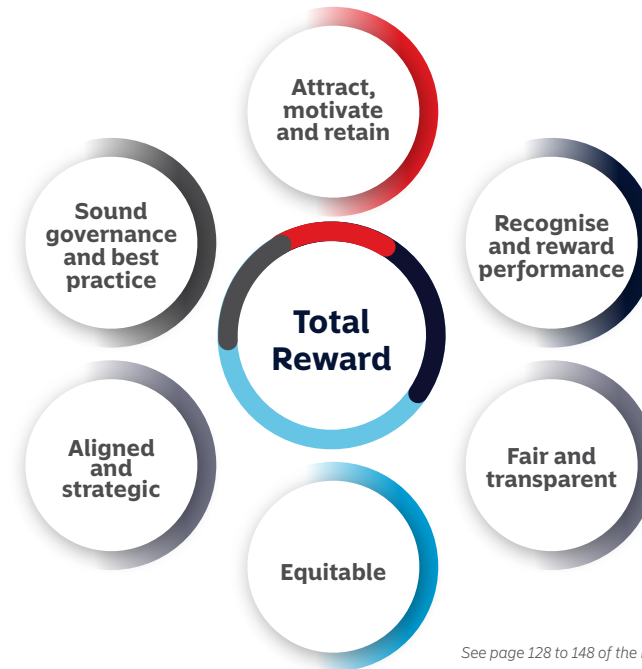 Attract,
motivate
and retain
Sound
governance
and best
practice
Recognise
and reward
performance
Total
Reward
Aligned
and
strategic
Fair and
transparent
Equitable
See page 128 to 148 of the